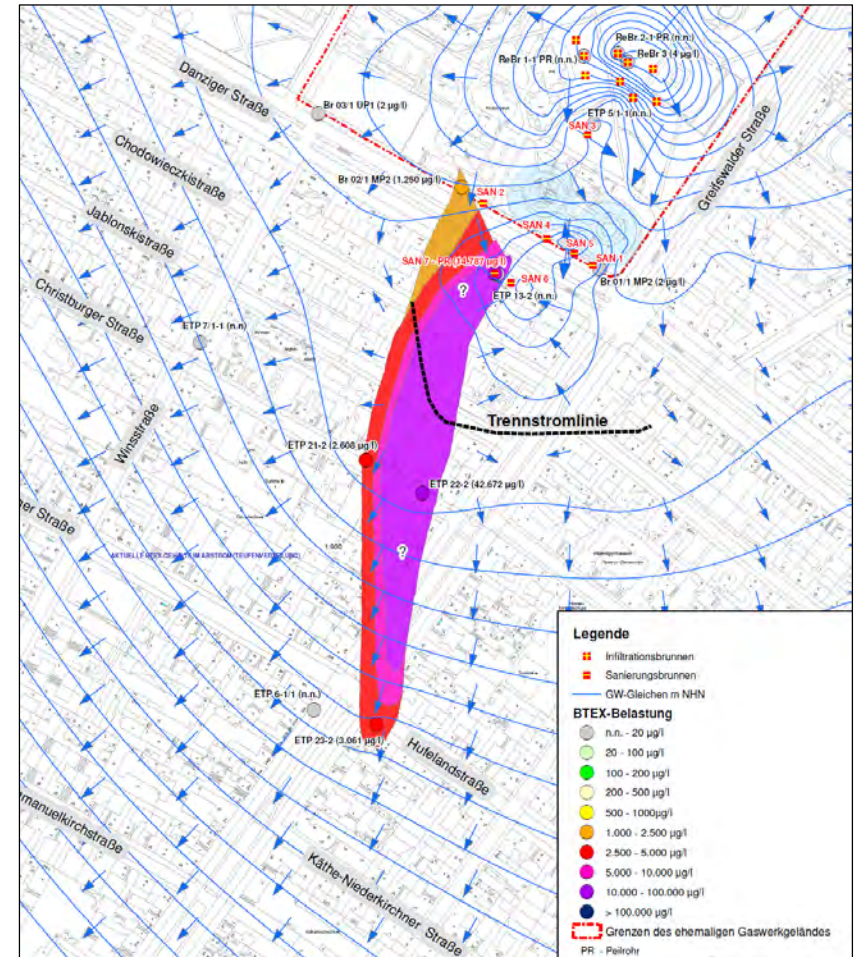 ReBr 2-1 PR (n.n.)
ReBr 1-1 PR (n.n.)
ReBr 3 (4 µg/l)
Danziger Straße
Br 03/1 UP1 (2 µg/l)
ETP 5/1-1(n.n.)
SAN 3
Greifswalder Straße
Chodowieczkistraße
Br 02/1 MP2 (1.250 µg/l)
SAN 2
Jablonskistraße
SAN 4
SAN 5
SAN 1
SAN 7 - PR (14.787 µg/l)
SAN 6
Br 01/1 MP2 (2 µg/l)
ETP 13-2 (n.n.)
?
Christburger Straße
ETP 7/1-1 (n.n)
Winsstraße
Trennstromlinie
ETP 21-2 (2.608 µg/l)
ETP 22-2 (42.672 µg/l)
ner Straße
?
ETP 6-1/1 (n.n.)
ETP 23-2 (3.061 µg/l)
Hufelandstraße
manuelkirchstraße
Käthe-Niederkirchner Straße
Legende
Infiltrationsbrunnen
Sanierungsbrunnen
GW-Gleichen m NHN
BTEX-Belastung
n.n. - 20 µg/l
20 - 100 µg/l
100 - 200 µg/l
200 - 500 µg/l
500 - 1000µg/l
1.000 - 2.500 µg/l
2.500 - 5.000 µg/l
5.000 - 10.000 µg/l
10.000 - 100.000 µg/l
> 100.000 µg/l
Grenzen des ehemaligen Gaswerkgeländes
PR - Peilrohr